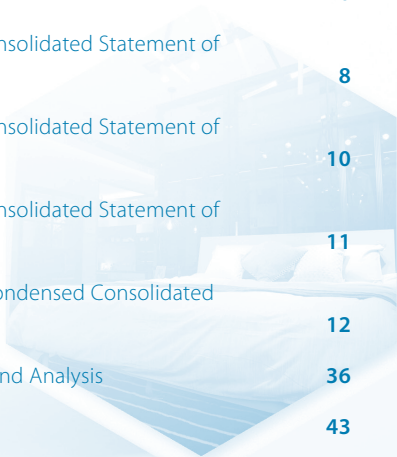 nsolidated Statement of
8
nsolidated Statement of
10
nsolidated Statement of
11
ondensed Consolidated
12
nd Analysis 36
43